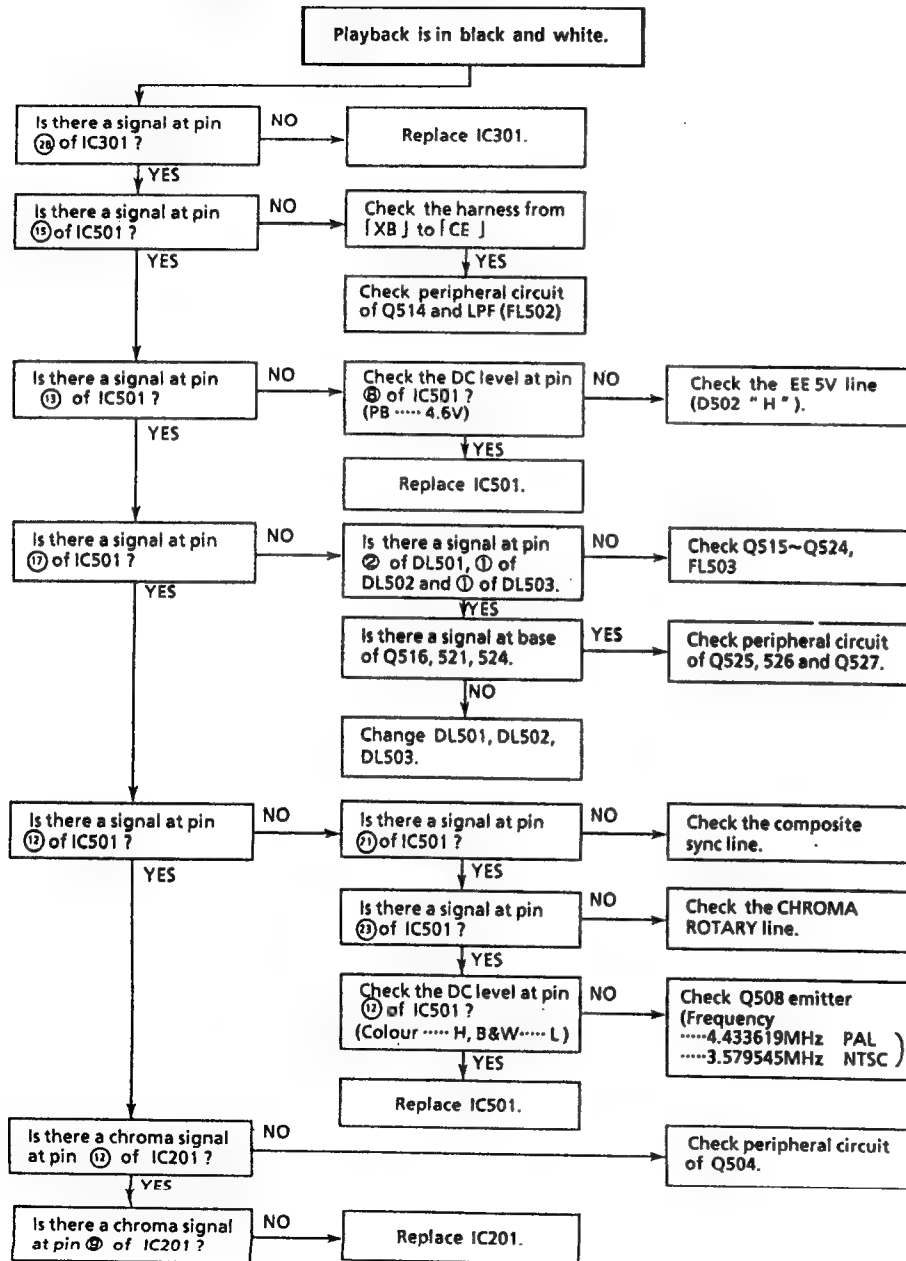 Playback is in black and white.
Is there a signal at pin
㉘ of IC301 ?
NO
Replace IC301.
YES
Is there a signal at pin
⑮ of IC501 ?
NO
Check the harness from
「XB」 to 「CE」
YES
YES
Check peripheral circuit
of Q514 and LPF (FL502)
Is there a signal at pin
⑬ of IC501 ?
NO
Check the DC level at pin
⑧ of IC501 ?
(PB ····· 4.6V)
NO
Check the EE 5V line
(D502 "H").
YES
YES
Replace IC501.
Is there a signal at pin
⑰ of IC501 ?
NO
Is there a signal at pin
② of DL501, ① of
DL502 and ① of DL503.
NO
Check Q515~Q524,
FL503
YES
YES
Is there a signal at base
of Q516, 521, 524.
YES
Check peripheral circuit
of Q525, 526 and Q527.
NO
Change DL501, DL502,
DL503.
Is there a signal at pin
⑫ of IC501 ?
NO
Is there a signal at pin
㉑ of IC501 ?
NO
Check the composite
sync line.
YES
YES
Is there a signal at pin
㉓ of IC501 ?
NO
Check the CHROMA
ROTARY line.
YES
Check the DC level at pin
⑫ of IC501 ?
(Colour ····· H, B&W ····· L)
NO
Check Q508 emitter
(Frequency
·····4.433619MHz PAL
·····3.579545MHz NTSC )
YES
Replace IC501.
Is there a chroma signal
at pin ⑫ of IC201 ?
NO
Check peripheral circuit
of Q504.
YES
Is there a chroma signal
at pin ⑨ of IC201 ?
NO
Replace IC201.